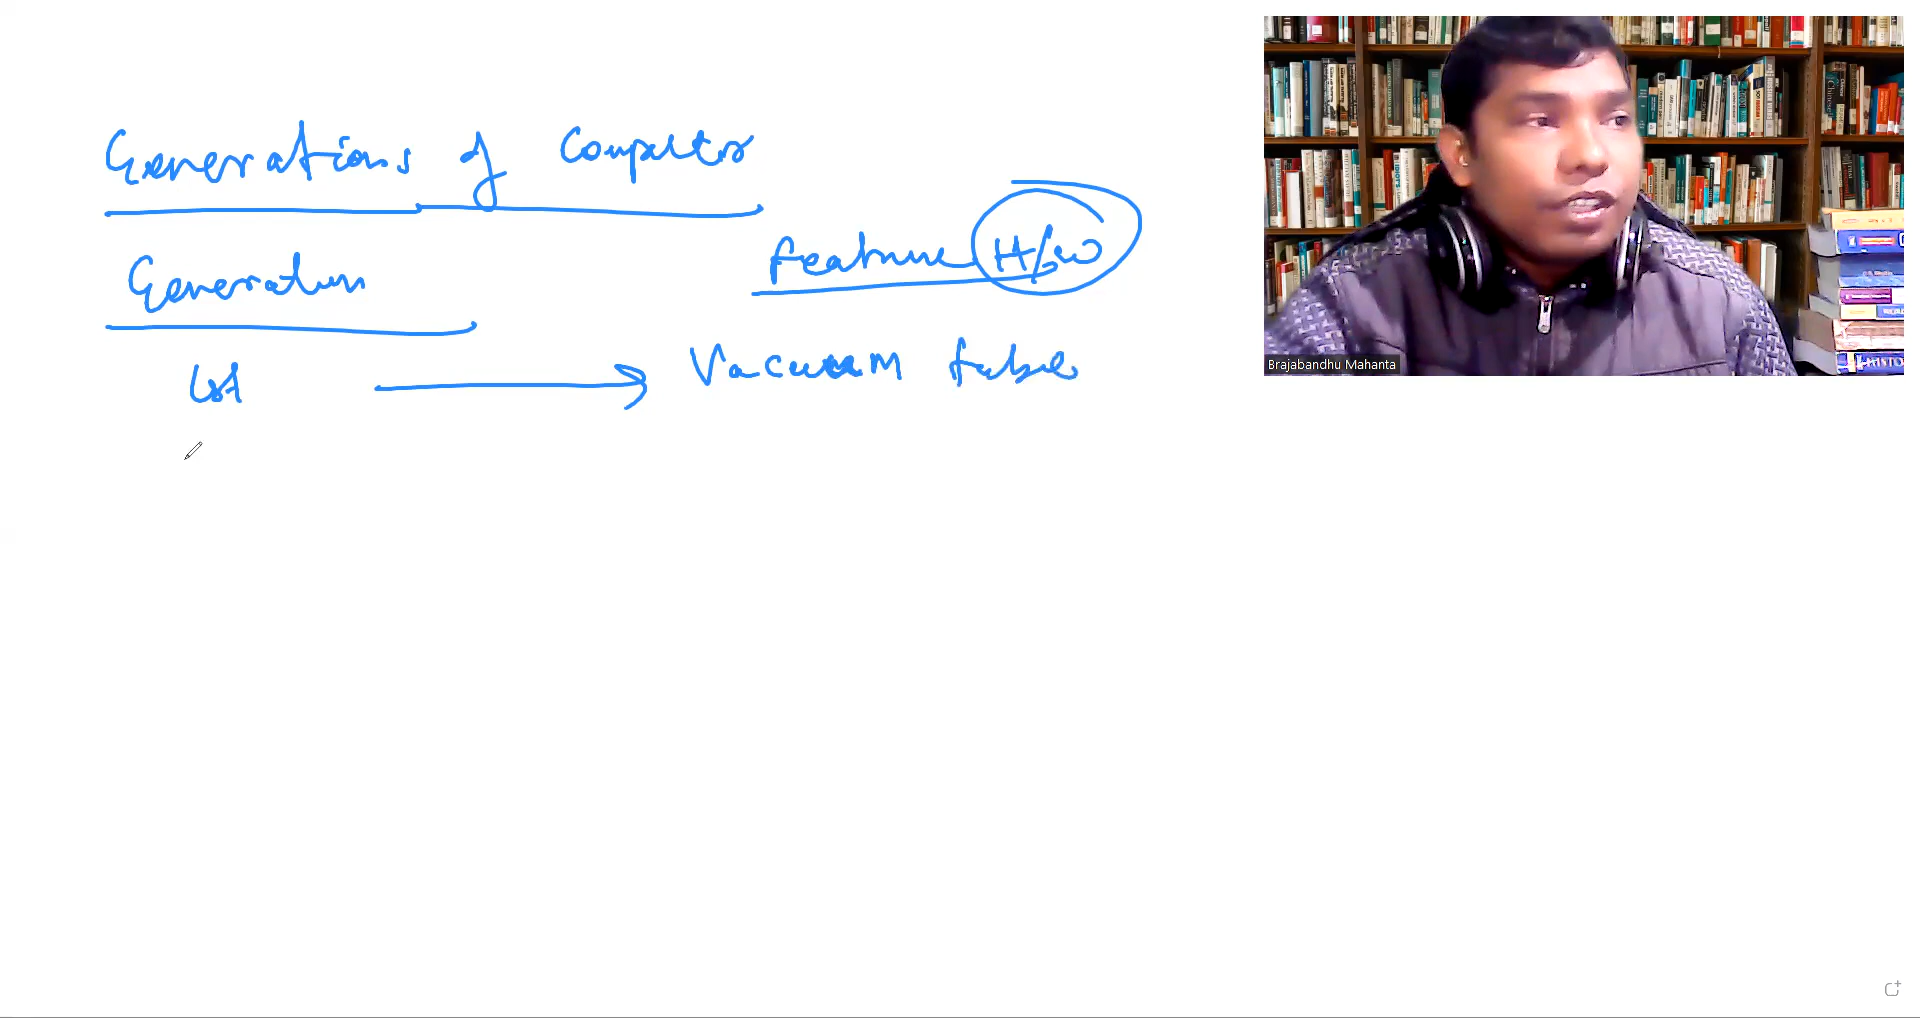 Generations of Computer
Generation
Feature H/w
1st → Vacuum tube
Brajabandhu Mahanta